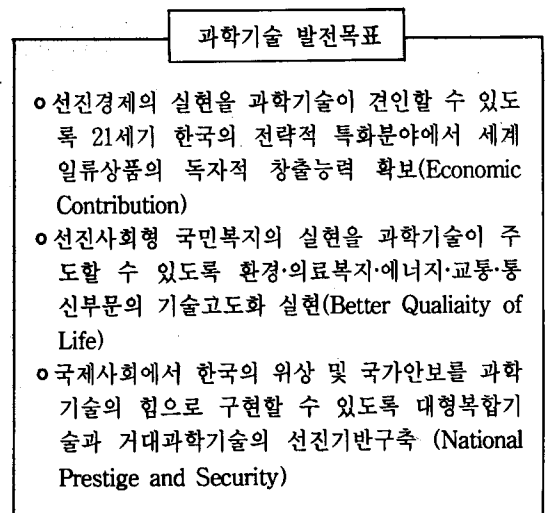 과학기술 발전목표
o 선진경제의 실현을 과학기술이 견인할 수 있도
록 21세기 한국의 전략적 특화분야에서 세계
일류상품의 독자적 창출능력 확보(Economic
Contribution)
o 선진사회형 국민복지의 실현을 과학기술이 주
도할 수 있도록 환경·의료복지·에너지·교통·통
신부문의 기술고도화 실현(Better Qualiaity of
Life)
o 국제사회에서 한국의 위상 및 국가안보를 과학
기술의 힘으로 구현할 수 있도록 대형복합기
술과 거대과학기술의 선진기반구축 (National
Prestige and Security)